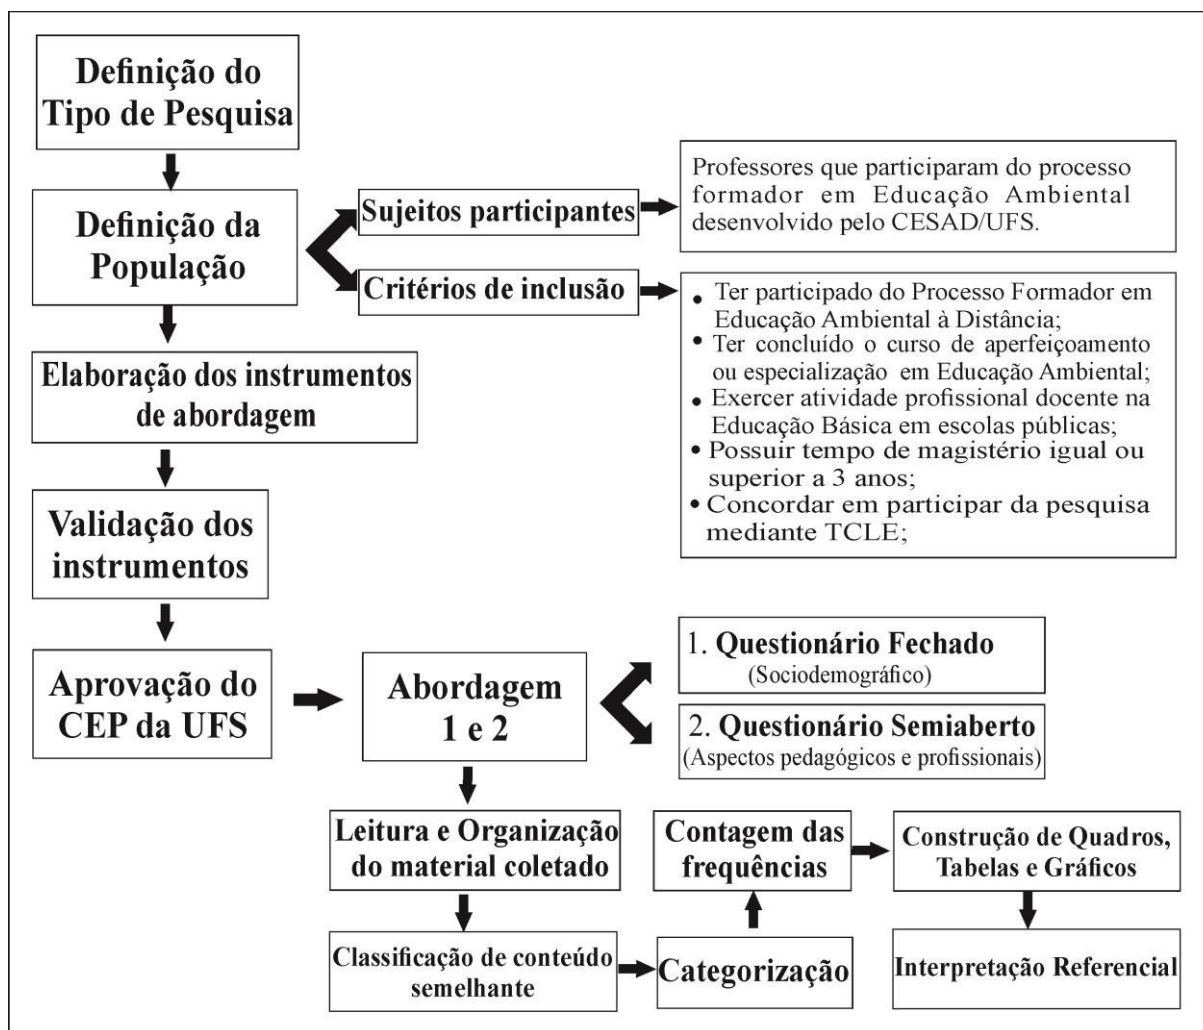 Definição do
Tipo de Pesquisa
Definição da
População
Sujeitos participantes
Professores que participaram do processo
formador em Educação Ambiental
desenvolvido pelo CESAD/UFS.
Critérios de inclusão
• Ter participado do Processo Formador em
Educação Ambiental à Distância;
• Ter concluído o curso de aperfeiçoamento
ou especialização em Educação Ambiental;
• Exercer atividade profissional docente na
Educação Básica em escolas públicas;
• Possuir tempo de magistério igual ou
superior a 3 anos;
• Concordar em participar da pesquisa
mediante TCLE;
Elaboração dos instrumentos
de abordagem
Validação dos
instrumentos
Aprovação do
CEP da UFS
Abordagem
1 e 2
1. Questionário Fechado
(Sociodemográfico)
2. Questionário Semiaberto
(Aspectos pedagógicos e profissionais)
Leitura e Organização
do material coletado
Classificação de conteúdo
semelhante
Categorização
Contagem das
frequências
Construção de Quadros,
Tabelas e Gráficos
Interpretação Referencial